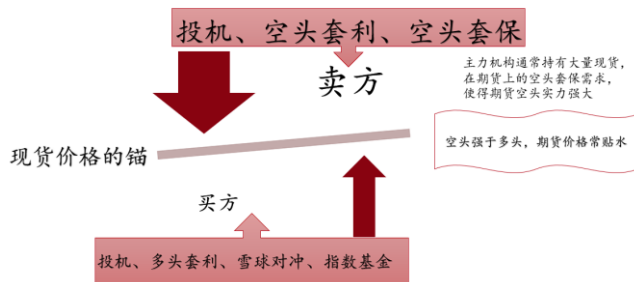 投机、空头套利、空头套保
卖方
主力机构通常持有大量现货，
在期货上的空头套保需求，
使得期货空头实力强大
现货价格的锚
空头强于多头，期货价格常贴水
买方
投机、多头套利、雪球对冲、指数基金